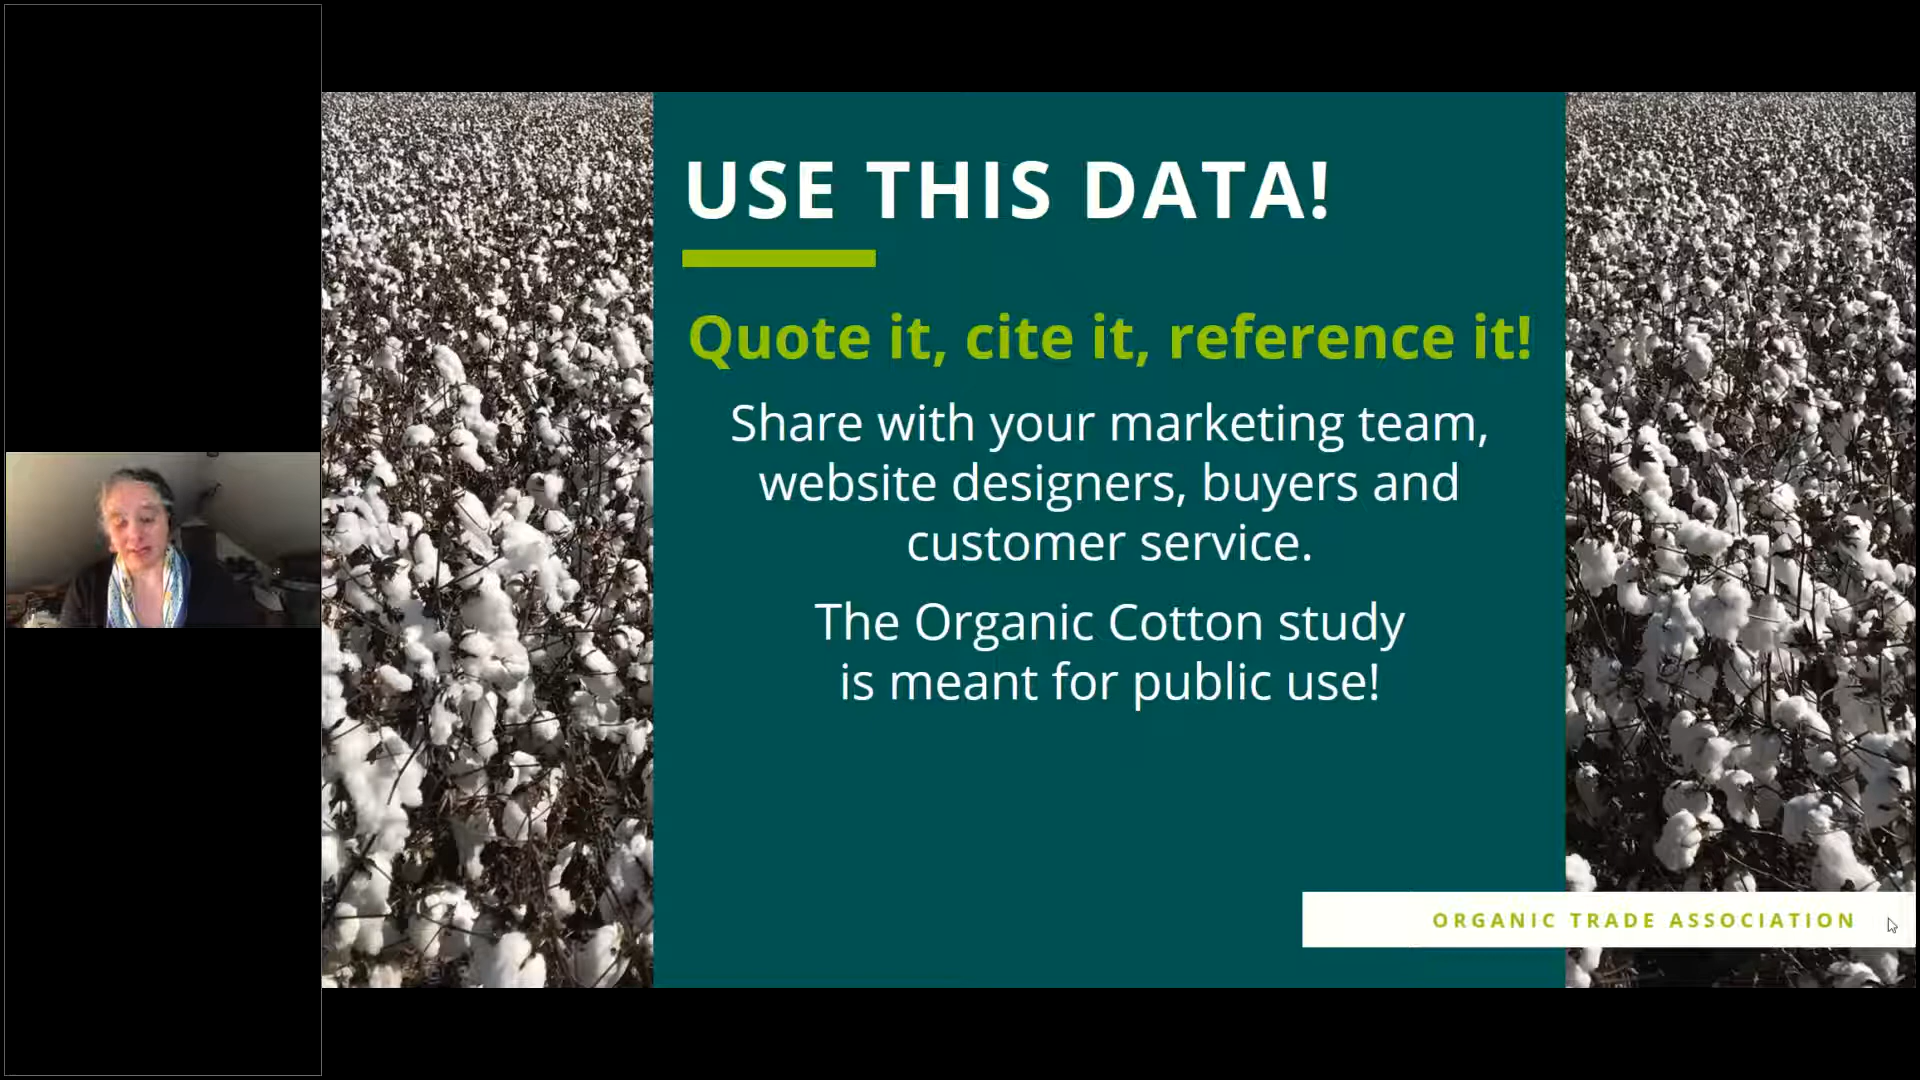 USE THIS DATA!
Quote it, cite it, reference it!
Share with your marketing team,
website designers, buyers and
customer service.
The Organic Cotton study
is meant for public use!
ORGANIC TRADE ASSOCIATION